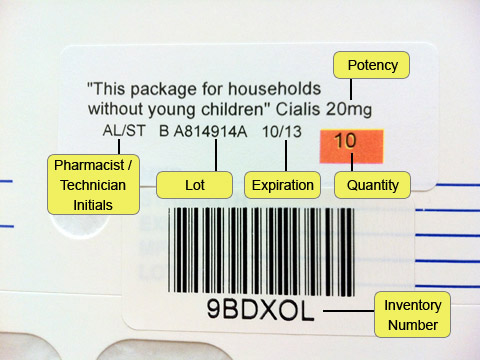 Potency
"This package for households
without young children" Cialis 20mg
AL/ST B A814914A 10/13
10
Pharmacist /
Technician
Initials
Lot
Expiration
Quantity
9BDXOL
Inventory
Number